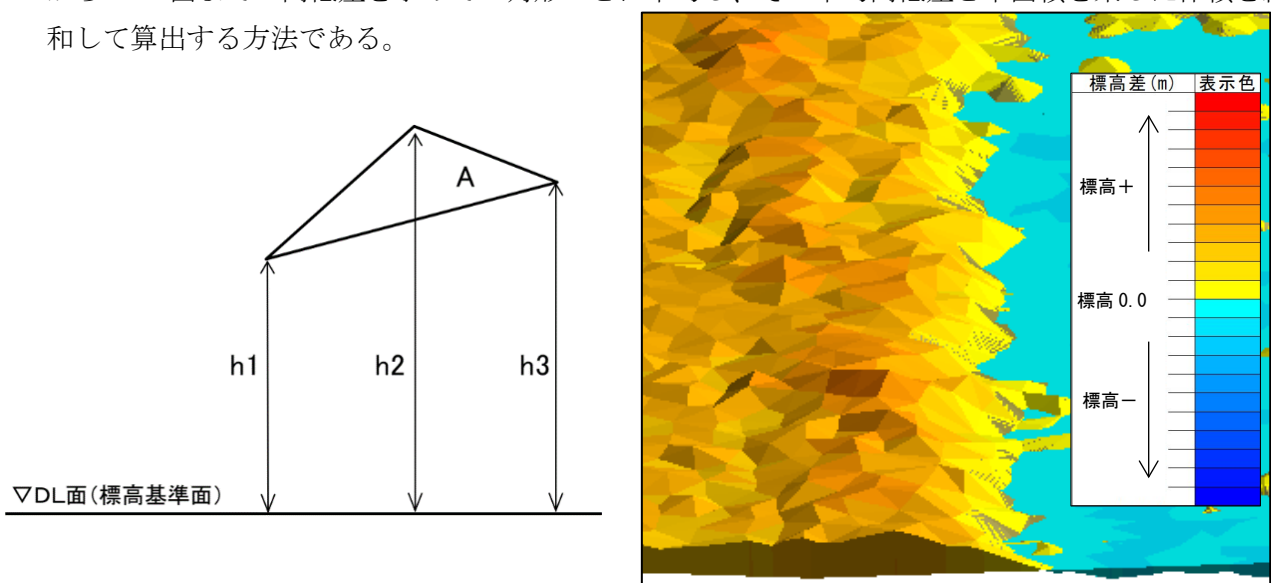 和して算出する方法である。
A
h1
h2
h3
▽DL面(標高基準面)
標高差(m) 表示色
標高+
標高 0.0
標高-